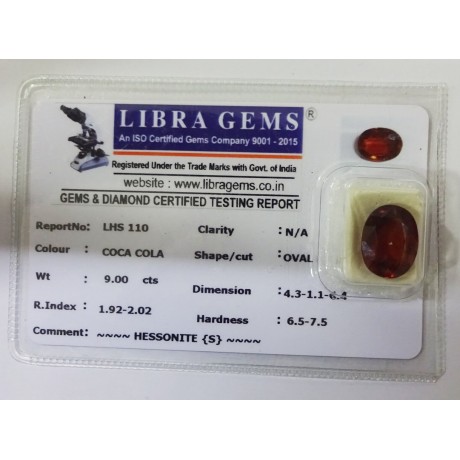 LIBRA GEMS ®
An ISO Certified Gems Company 9001 - 2015
Registered Under the Trade Marks with Govt. of India
website : www.libragems.co.in
GEMS & DIAMOND CERTIFIED TESTING REPORT
ReportNo: LHS 110 Clarity : N/A
Colour : COCA COLA Shape/cut : OVAL
Wt : 9.00 cts Dimension : 4.3-1.1-6.4
R.Index : 1.92-2.02 Hardness : 6.5-7.5
Comment: ~~~~ HESSONITE {S} ~~~~